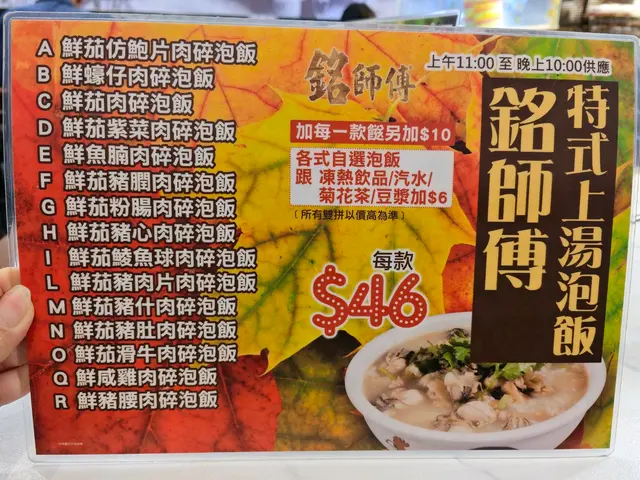 A 鮮茄仿鮑片肉碎泡飯
B 鮮蠔仔肉碎泡飯
C 鮮茄肉碎泡飯
D 鮮茄紫菜肉碎泡飯
E 鮮魚腩肉碎泡飯
F 鮮茄豬膶肉碎泡飯
G 鮮茄粉腸肉碎泡飯
H 鮮茄豬心肉碎泡飯
I 鮮茄鯪魚球肉碎泡飯
L 鮮茄豬肉片肉碎泡飯
M 鮮茄豬什肉碎泡飯
N 鮮茄豬肚肉碎泡飯
O 鮮茄滑牛肉碎泡飯
Q 鮮咸雞肉碎泡飯
R 鮮豬腰肉碎泡飯
銘師傅
加每一款餸另加$10
各式自選泡飯
跟 凍熱飲品/汽水/
菊花茶/豆漿加$6
﹝所有雙拼以價高為準﹞
每款
$46
上午11:00 至 晚上10:00供應
特式上湯泡飯
銘師傅